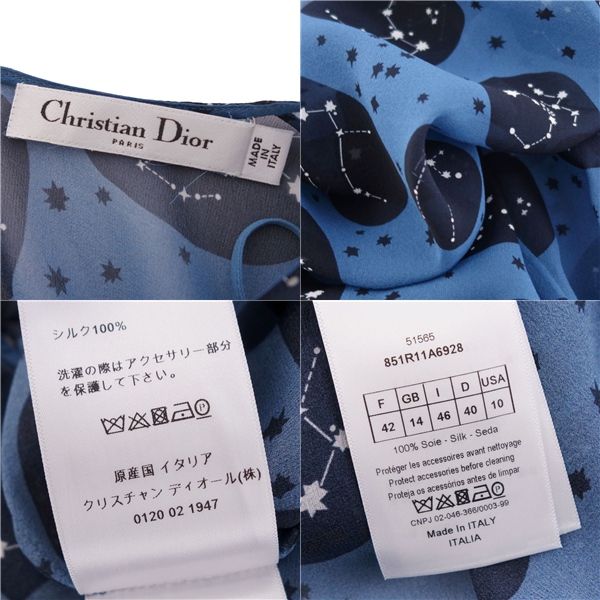 Christian Dior
PARIS
MADE IN
ITALY
シルク100%
洗濯の際はアクセサリー部分
を保護して下さい。
原産国 イタリア
クリスチャン ディオール(株)
0120 02 1947
51565
851R11A6928
F GB I D USA
42 14 46 40 10
100% Soie - Silk - Seda
Protéger les accessoires avant nettoyage
Protect accessories before cleaning
Proteja os acessórios antes de limpar
CNPJ 02-046-366/0003-99
Made In ITALY
ITALIA